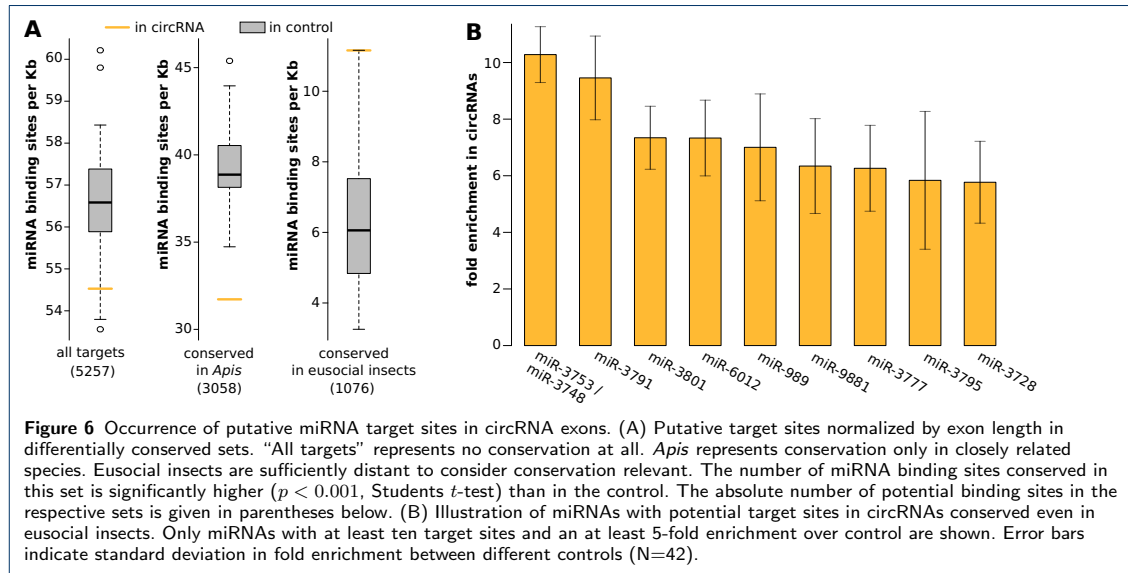 A
in circRNA
in control
B
miRNA binding sites per Kb
60
59
58
57
56
55
54
all targets
(5257)
miRNA binding sites per Kb
45
40
35
30
conserved
in Apis
(3058)
miRNA binding sites per Kb
10
8
6
4
conserved
in eusocial insects
(1076)
fold enrichment in circRNAs
10
8
6
4
2
0
miR-3753 /
miR-3748
miR-3791
miR-3801
miR-6012
miR-989
miR-9881
miR-3777
miR-3795
miR-3728
Figure 6 Occurrence of putative miRNA target sites in circRNA exons. (A) Putative target sites normalized by exon length in
differentially conserved sets. “All targets” represents no conservation at all. Apis represents conservation only in closely related
species. Eusocial insects are sufficiently distant to consider conservation relevant. The number of miRNA binding sites conserved in
this set is significantly higher (p < 0.001, Students t-test) than in the control. The absolute number of potential binding sites in the
respective sets is given in parentheses below. (B) Illustration of miRNAs with potential target sites in circRNAs conserved even in
eusocial insects. Only miRNAs with at least ten target sites and an at least 5-fold enrichment over control are shown. Error bars
indicate standard deviation in fold enrichment between different controls (N=42).